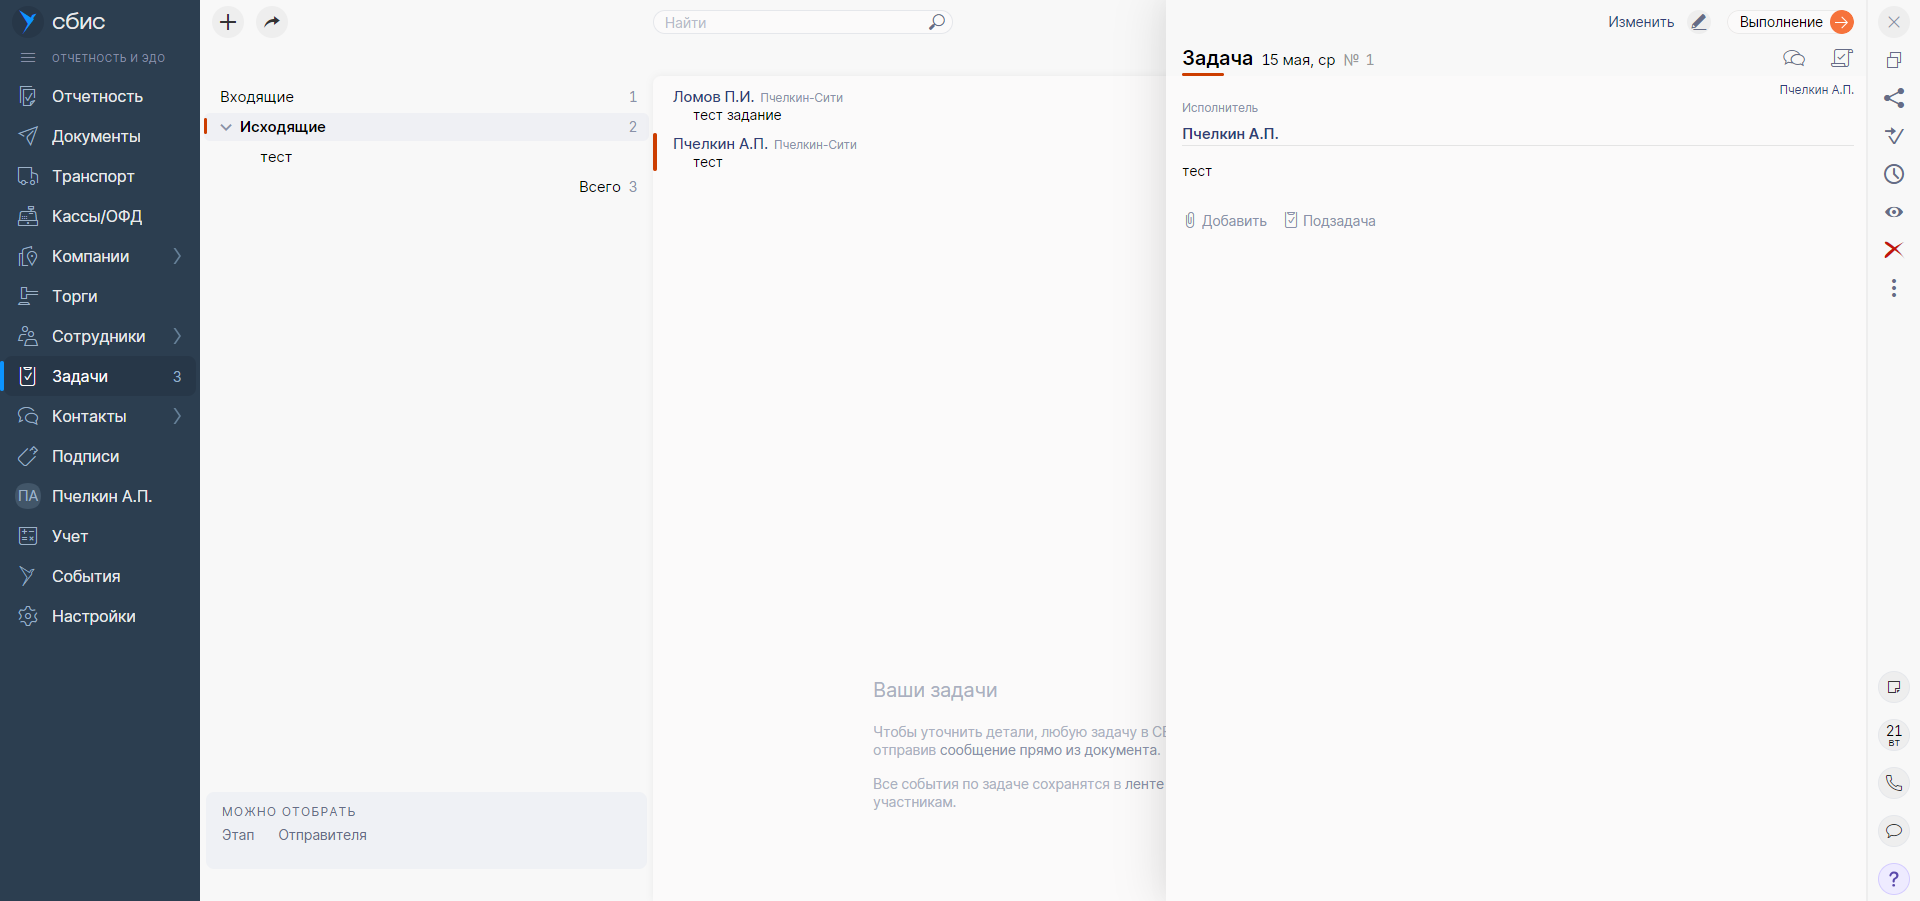 сбис
ОТЧЕТНОСТЬ И ЭДО
Отчетность
Документы
Транспорт
Кассы/ОФД
Компании
Торги
Сотрудники
Задачи 3
Контакты
Подписи
ПА Пчелкин А.П.
Учет
События
Настройки
Найти
Входящие 1
Исходящие 2
тест
Всего 3
МОЖНО ОТОБРАТЬ
Этап Отправителя
Ломов П.И. Пчелкин-Сити
тест задание
Пчелкин А.П. Пчелкин-Сити
тест
Ваши задачи
Чтобы уточнить детали, любую задачу в СБ
отправив сообщение прямо из документа.
Все события по задаче сохранятся в ленте
участникам.
Изменить Выполнение
Задача 15 мая, ср № 1
Пчелкин А.П.
Исполнитель
Пчелкин А.П.
тест
Добавить Подзадача
21
вт
?